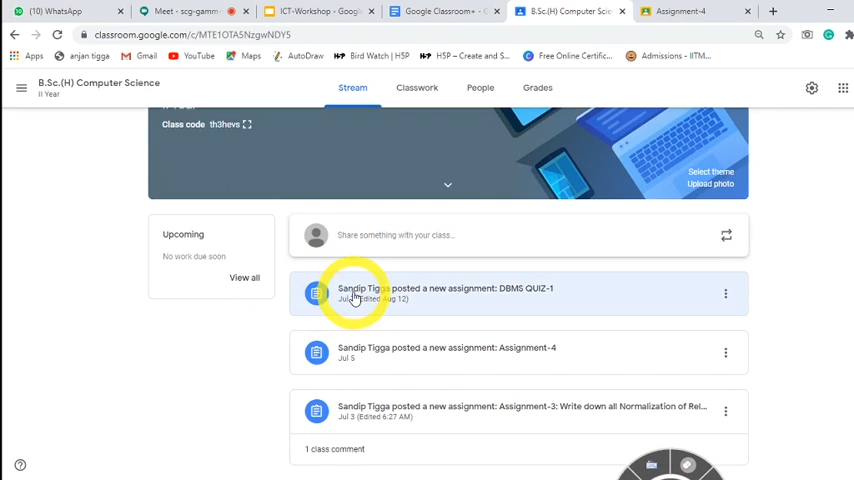 (10) WhatsApp
Meet - scg-gamm
ICT-Workshop - Google
Google Classroom+ - G
B.Sc.(H) Computer Scien
Assignment-4
classroom.google.com/c/MTE1OTA5NzgwNDY5
Apps
anjan tigga
Gmail
YouTube
Maps
AutoDraw
H5P
Bird Watch | H5P
H5P
H5P – Create and S...
Free Online Certific...
Admissions - IITM...
B.Sc.(H) Computer Science
II Year
Stream
Classwork
People
Grades
Class code th3hevs
Select theme
Upload photo
Upcoming
No work due soon
View all
Share something with your class...
Sandip Tigga posted a new assignment: DBMS QUIZ-1
(Edited Aug 12)
Sandip Tigga posted a new assignment: Assignment-4
Jul 5
Sandip Tigga posted a new assignment: Assignment-3: Write down all Normalization of Rel...
Jul 3 (Edited 6:27 AM)
1 class comment